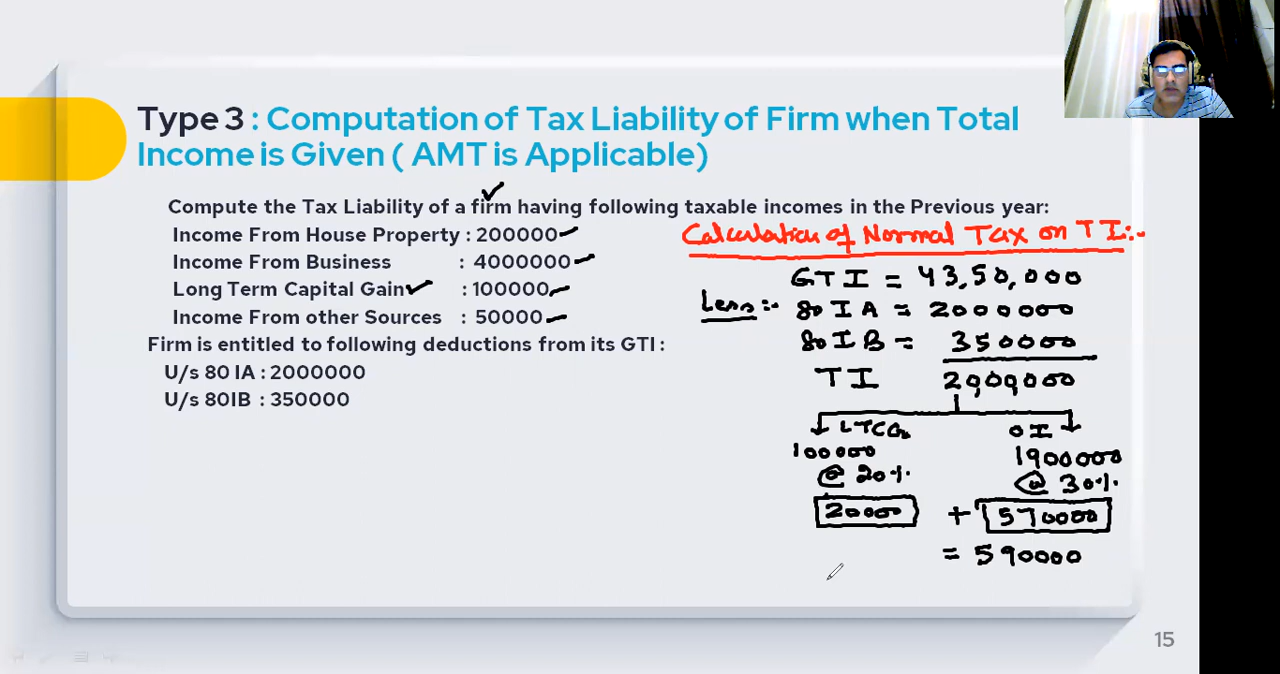 Type 3 : Computation of Tax Liability of Firm when Total
Income is Given ( AMT is Applicable)
Compute the Tax Liability of a firm having following taxable incomes in the Previous year:
Income From House Property : 200000
Income From Business : 4000000
Long Term Capital Gain : 100000
Income From other Sources : 50000
Firm is entitled to following deductions from its GTI :
U/s 80 IA : 2000000
U/s 80IB : 350000
Calculation of Normal Tax on TI:-
GTI = 43,50,000
Less:- 80 IA = 2000000
80 IB = 350000
TI 20,00,000
LTCG OI
100000 1900000
@ 20% @ 30%
20000 + 570000
= 590000
15